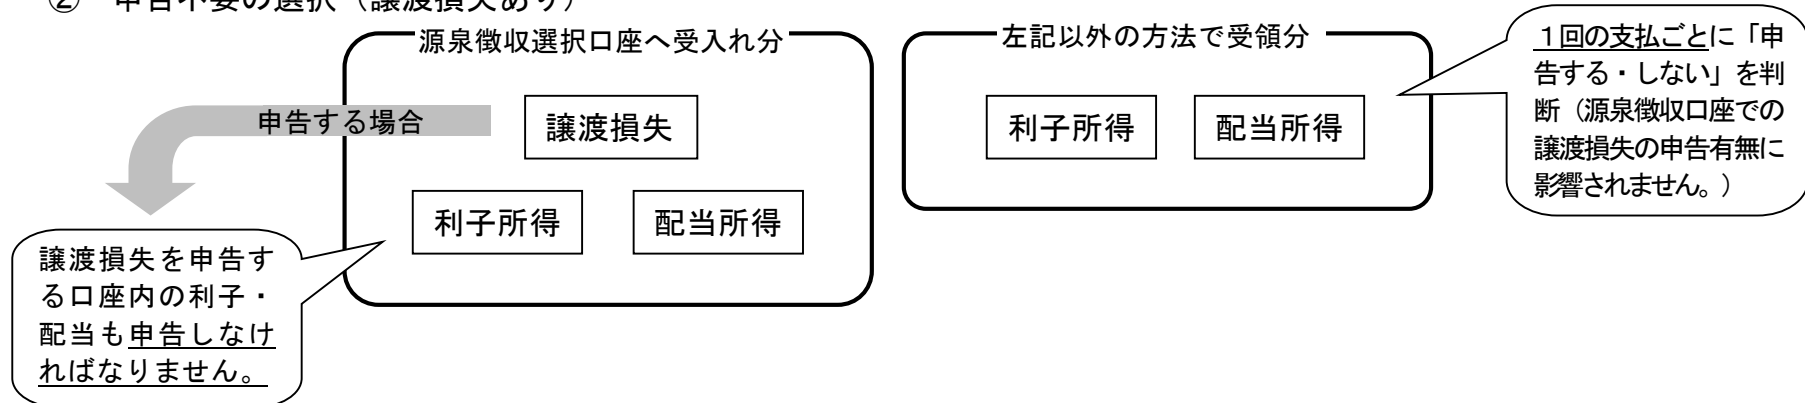 ② 申告不要の選択（譲渡損失あり）
源泉徴収選択口座へ受入れ分
申告する場合
譲渡損失
利子所得
配当所得
譲渡損失を申告す
る口座内の利子・
配当も申告しなけ
ればなりません。
左記以外の方法で受領分
利子所得
配当所得
１回の支払ごとに「申
告する・しない」を判
断（源泉徴収口座での
譲渡損失の申告有無に
影響されません。）